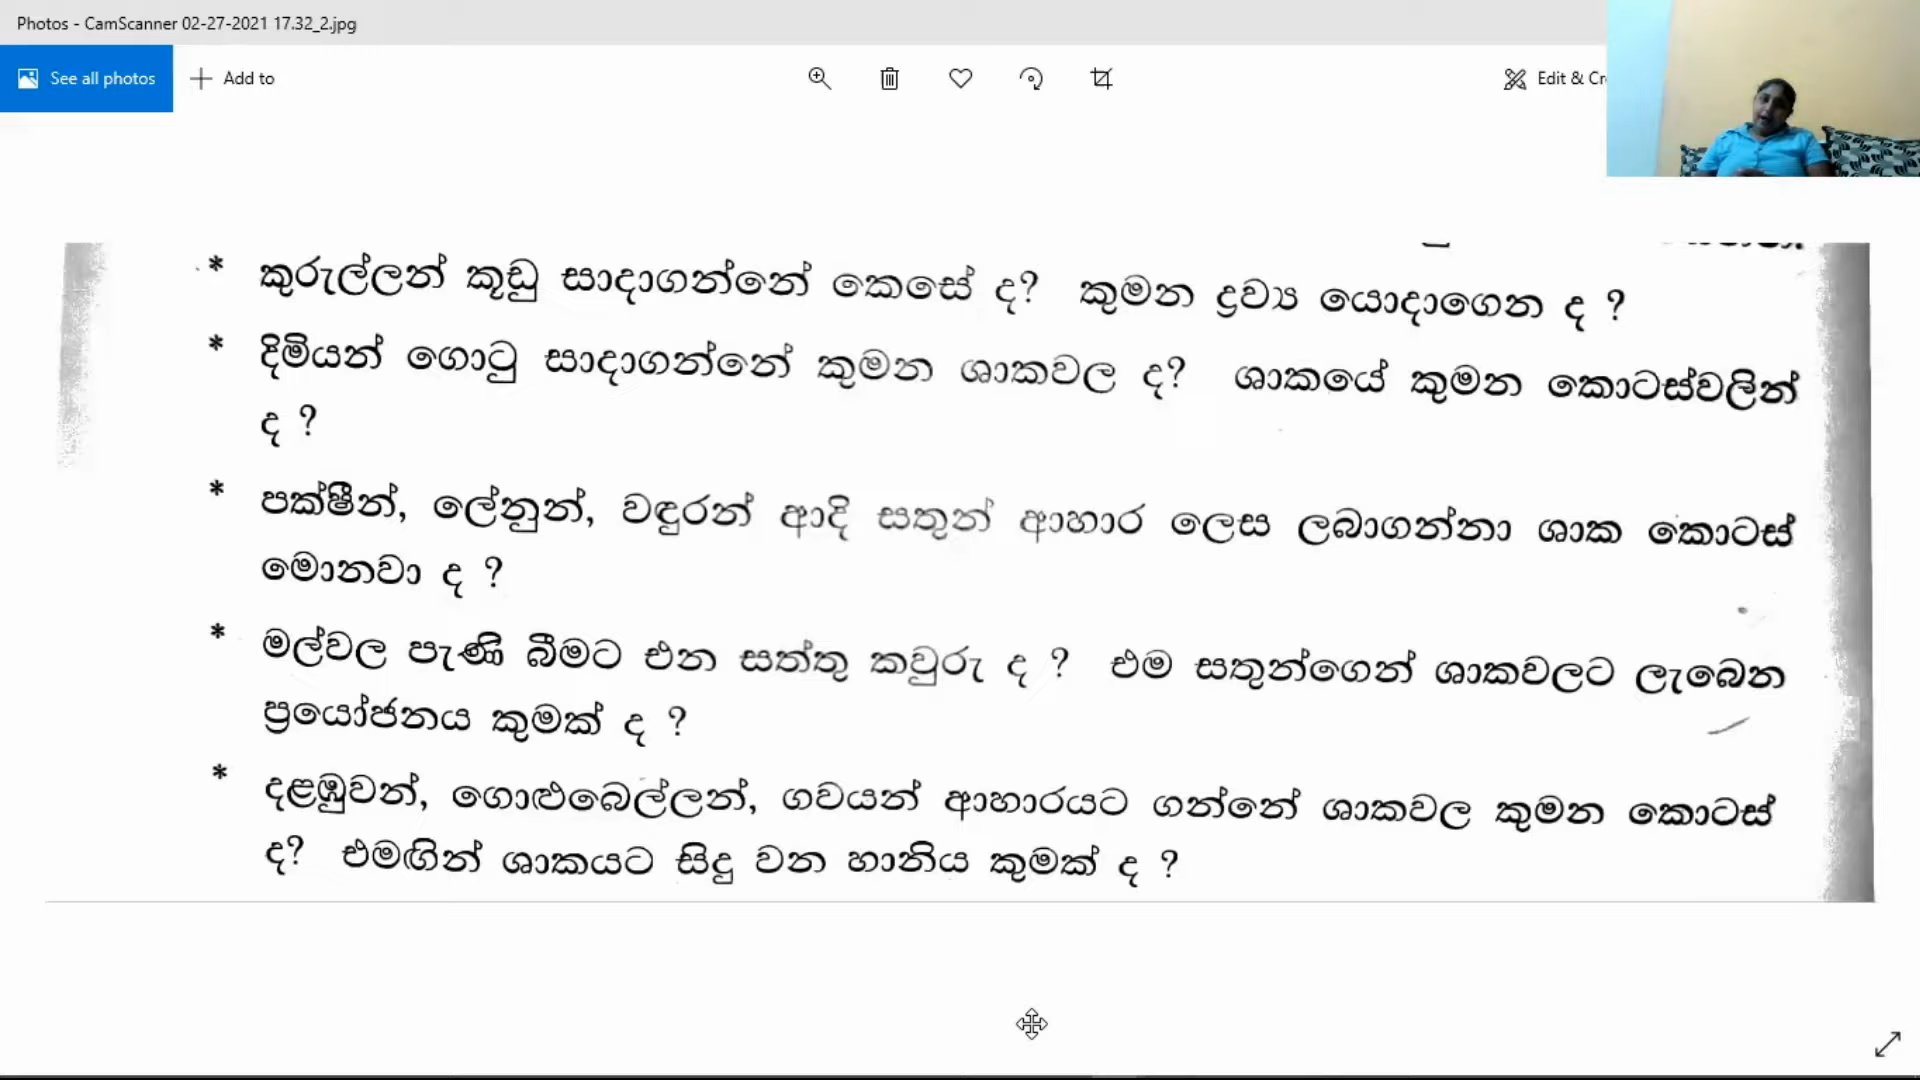 Photos - CamScanner 02-27-2021 17.32_2.jpg
See all photos
Add to
Edit &
* කුරුල්ලන් කූඩු සාදාගන්නේ කෙසේ ද? කුමන ද්‍රව්‍ය යොදාගෙන ද ?
* දිමියන් ගොටු සාදාගන්නේ කුමන ශාකවල ද? ශාකයේ කුමන කොටස්වලින්
ද ?
* පක්ෂීන්, ලේනුන්, වඳුරන් ආදි සතුන් ආහාර ලෙස ලබාගන්නා ශාක කොටස්
මොනවා ද ?
* මල්වල පැණි බීමට එන සත්තු කවුරු ද ? එම සතුන්ගෙන් ශාකවලට ලැබෙන
ප්‍රයෝජනය කුමක් ද ?
* දළඹුවන්, ගොළුබෙල්ලන්, ගවයන් ආහාරයට ගන්නේ ශාකවල කුමන කොටස්
ද? එමඟින් ශාකයට සිදු වන හානිය කුමක් ද ?